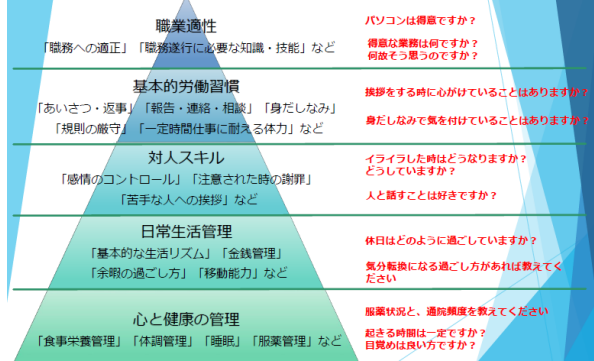 職業適性
「職務への適正」「職務遂行に必要な知識・技能」など
パソコンは得意ですか？
得意な業務は何ですか？
何故そう思うのですか？
基本的労働習慣
「あいさつ・返事」「報告・連絡・相談」「身だしなみ」
「規則の厳守」「一定時間仕事に耐える体力」など
挨拶をする時に心がけていることはありますか？
身だしなみで気を付けていることはありますか？
対人スキル
「感情のコントロール」「注意された時の謝罪」
「苦手な人への挨拶」など
イライラした時はどうなりますか？
どうしていますか？
人と話すことは好きですか？
日常生活管理
「基本的な生活リズム」「金銭管理」
「余暇の過ごし方」「移動能力」など
休日はどのように過ごしていますか？
気分転換になる過ごし方があれば教えてく
ださい
心と健康の管理
「食事栄養管理」「体調管理」「睡眠」「服薬管理」など
服薬状況と、通院頻度を教えてください
起きる時間は一定ですか？
目覚めは良い方ですか？